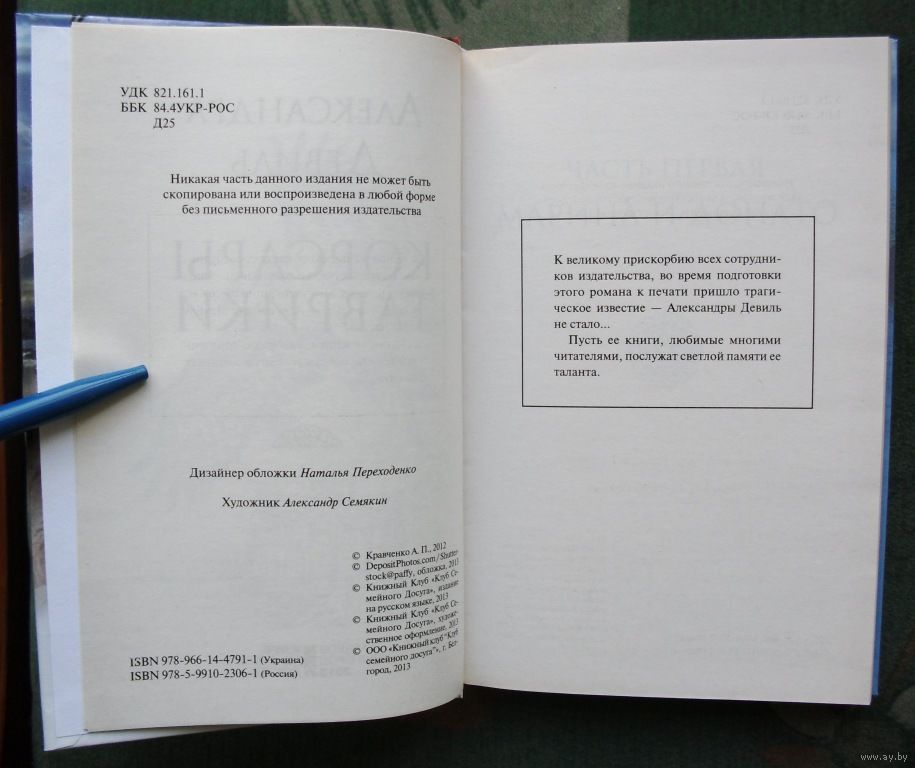 УДК 821.161.1
ББК 84.4УКР-РОС
Д25
Никакая часть данного издания не может быть
скопирована или воспроизведена в любой форме
без письменного разрешения издательства
Дизайнер обложки Наталья Переходенко
Художник Александр Семякин
© Кравченко А. П., 2012
© DepositPhotos.com/Shutter-
stock@paffy, обложка, 2013
© Книжный Клуб «Клуб Се-
мейного Досуга», издание
на русском языке, 2013
© Книжный Клуб «Клуб Се-
мейного Досуга», художе-
ственное оформление, 2013
© ООО «Книжный клуб "Клуб
семейного досуга"», г. Бел-
город, 2013
ISBN 978-966-14-4791-1 (Украина)
ISBN 978-5-9910-2306-1 (Россия)
К великому прискорбию всех сотрудни-
ков издательства, во время подготовки
этого романа к печати пришло траги-
ческое известие — Александры Девиль
не стало...
Пусть ее книги, любимые многими
читателями, послужат светлой памяти ее
таланта.
www.ay.by